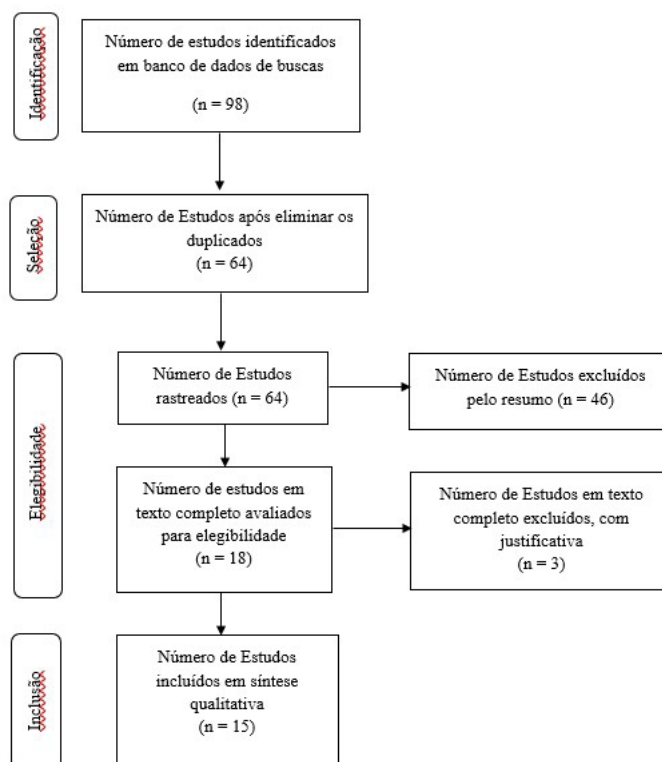 Identificação
Número de estudos identificados
em banco de dados de buscas
(n = 98)
Seleção
Número de Estudos após eliminar os
duplicados
(n = 64)
Elegibilidade
Número de Estudos
rastreados (n = 64)
Número de Estudos excluídos
pelo resumo (n = 46)
Número de estudos em
texto completo avaliados
para elegibilidade
(n = 18)
Número de Estudos em texto
completo excluídos, com
justificativa
(n = 3)
Inclusão
Número de Estudos
incluídos em síntese
qualitativa
(n = 15)